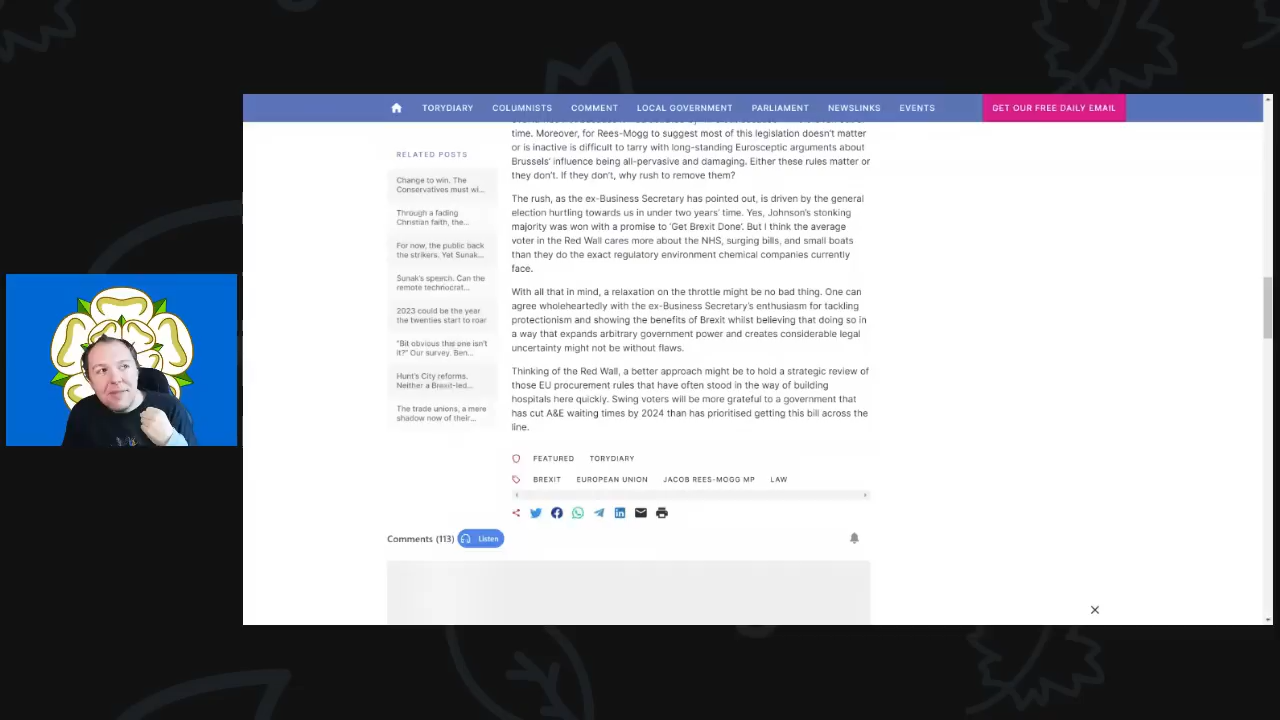 TORYDIARY COLUMNISTS COMMENT LOCAL GOVERNMENT PARLIAMENT NEWSLINKS EVENTS GET OUR FREE DAILY EMAIL
RELATED POSTS
Change to win. The
Conservatives must wi...
Through a fading
Christian faith, the...
For now, the public back
the strikers. Yet Sunak...
Sunak's speech. Can the
remote technocrat...
2023 could be the year
the twenties start to roar
"Bit obvious this one isn't
it?" Our survey. Ben...
Hunt's City reforms.
Neither a Brexit-led...
The trade unions, a mere
shadow now of their...
time. Moreover, for Rees-Mogg to suggest most of this legislation doesn't matter
or is inactive is difficult to tarry with long-standing Eurosceptic arguments about
Brussels' influence being all-pervasive and damaging. Either these rules matter or
they don't. If they don't, why rush to remove them?
The rush, as the ex-Business Secretary has pointed out, is driven by the general
election hurtling towards us in under two years' time. Yes, Johnson's stonking
majority was won with a promise to 'Get Brexit Done'. But I think the average
voter in the Red Wall cares more about the NHS, surging bills, and small boats
than they do the exact regulatory environment chemical companies currently
face.
With all that in mind, a relaxation on the throttle might be no bad thing. One can
agree wholeheartedly with the ex-Business Secretary's enthusiasm for tackling
protectionism and showing the benefits of Brexit whilst believing that doing so in
a way that expands arbitrary government power and creates considerable legal
uncertainty might not be without flaws.
Thinking of the Red Wall, a better approach might be to hold a strategic review of
those EU procurement rules that have often stood in the way of building
hospitals here quickly. Swing voters will be more grateful to a government that
has cut A&E waiting times by 2024 than has prioritised getting this bill across the
line.
FEATURED TORYDIARY
BREXIT EUROPEAN UNION JACOB REES-MOGG MP LAW
Comments (113) Listen